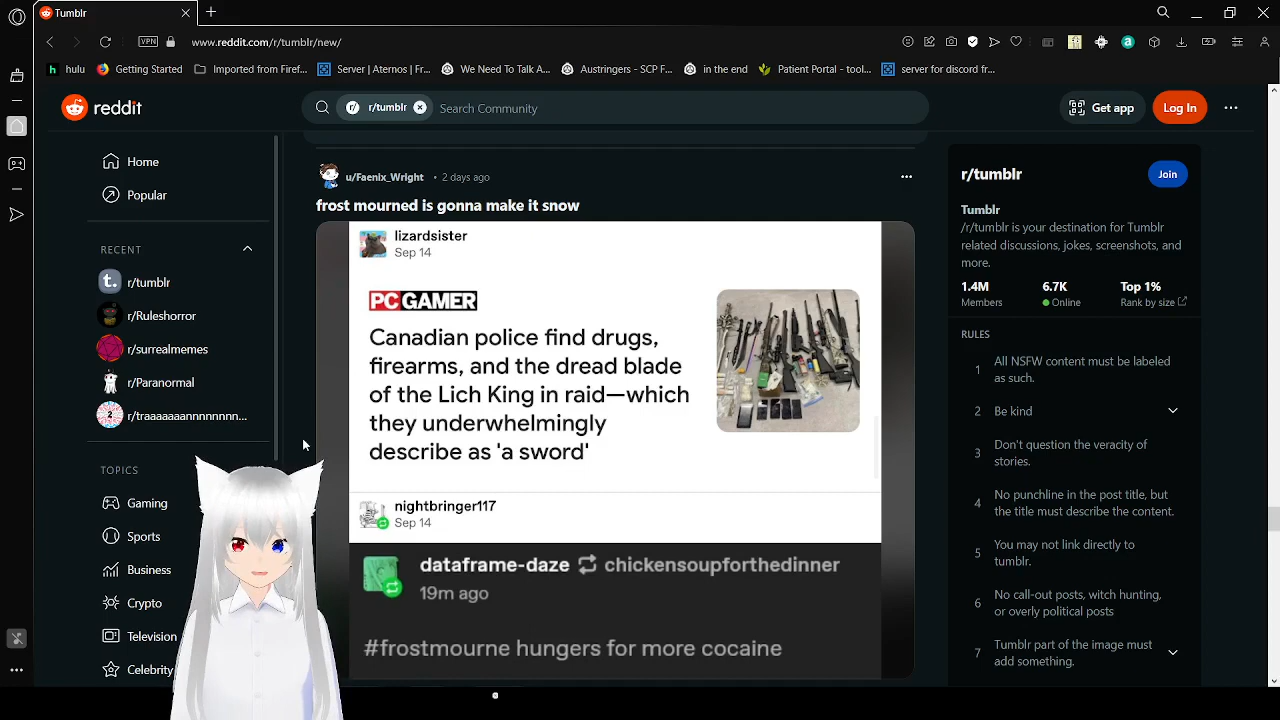 Tumblr
VPN
www.reddit.com/r/tumblr/new/
hulu
Getting Started
Imported from Firef...
Server | Aternos | Fr...
We Need To Talk A...
Austringers - SCP F...
in the end
Patient Portal - tool...
server for discord fr...
reddit
r/tumblr
Search Community
Get app
Log In
Home
Popular
RECENT
r/tumblr
r/Ruleshorror
r/surrealmemes
r/Paranormal
r/traaaaaaannnnnnn...
TOPICS
Gaming
Sports
Business
Crypto
Television
Celebrity
u/Faenix_Wright • 2 days ago
frost mourned is gonna make it snow
lizardsister
Sep 14
PC GAMER
Canadian police find drugs,
firearms, and the dread blade
of the Lich King in raid—which
they underwhelmingly
describe as 'a sword'
nightbringer117
Sep 14
dataframe-daze chickensoupforthedinner
19m ago
#frostmourne hungers for more cocaine
r/tumblr
Join
Tumblr
/r/tumblr is your destination for Tumblr
related discussions, jokes, screenshots, and
more.
1.4M 6.7K Top 1%
Members Online Rank by size
RULES
1 All NSFW content must be labeled
as such.
2 Be kind
3 Don't question the veracity of
stories.
4 No punchline in the post title, but
the title must describe the content.
5 You may not link directly to
tumblr.
6 No call-out posts, witch hunting,
or overly political posts
7 Tumblr part of the image must
add something.